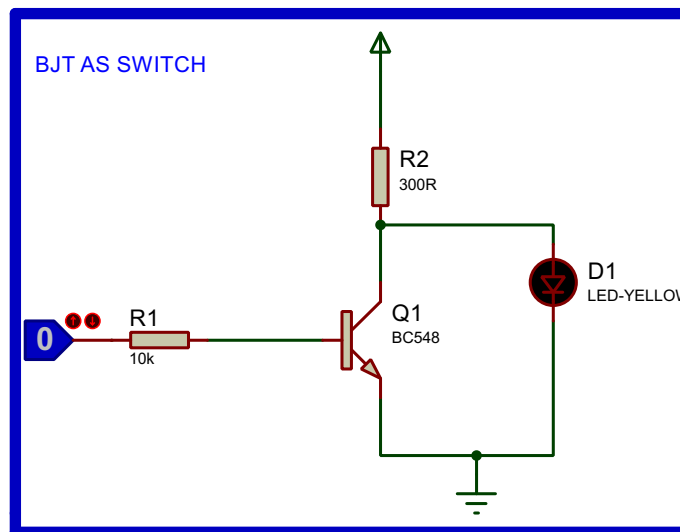 BJT AS SWITCH
R2
300R
D1
LED-YELLOW
Q1
BC548
R1
10k
0